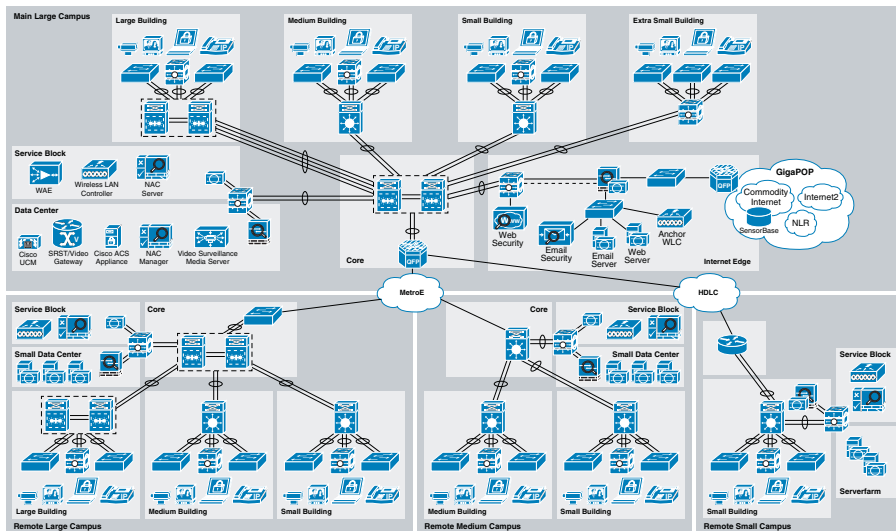 Main Large Campus
Large Building
Medium Building
Small Building
Extra Small Building
Service Block
WAE
Wireless LAN
Controller
NAC
Server
Data Center
Cisco
UCM
SRST/Video
Gateway
Cisco ACS
Appliance
NAC
Manager
Video Surveillance
Media Server
Core
QFP
Web
Security
Email
Security
Email
Server
Web
Server
Anchor
WLC
Internet Edge
QFP
GigaPOP
Commodity
Internet
Internet2
SensorBase
NLR
MetroE
HDLC
Service Block
Core
Small Data Center
Large Building
Medium Building
Small Building
Remote Large Campus
Core
Service Block
Small Data Center
Medium Building
Small Building
Remote Medium Campus
Service Block
Serverfarm
Small Building
Remote Small Campus